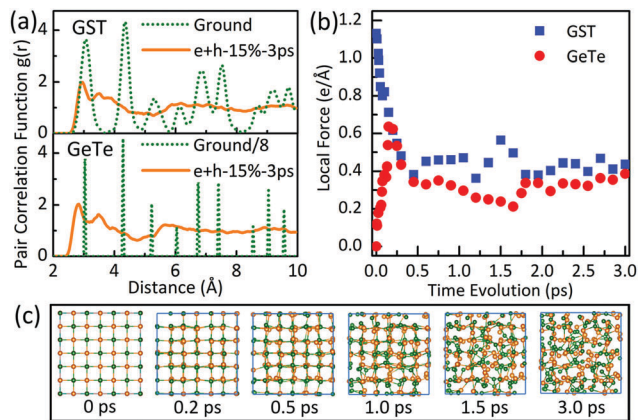 (a)
GST
Ground
e+h-15%-3ps
4
2
0
GeTe
Ground/8
e+h-15%-3ps
4
2
0
Pair Correlation Function g(r)
2 4 6 8 10
Distance (Å)
(b)
GST
GeTe
1.2
1.0
0.8
0.6
0.4
0.2
0.0
Local Force (e/Å)
0.0 0.5 1.0 1.5 2.0 2.5 3.0
Time Evolution (ps)
(c)
0 ps 0.2 ps 0.5 ps 1.0 ps 1.5 ps 3.0 ps